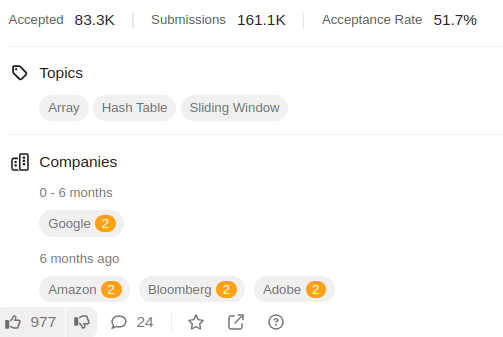 Accepted 83.3K Submissions 161.1K Acceptance Rate 51.7%
Topics
Array Hash Table Sliding Window
Companies
0 - 6 months
Google 2
6 months ago
Amazon 2 Bloomberg 2 Adobe 2
977 24